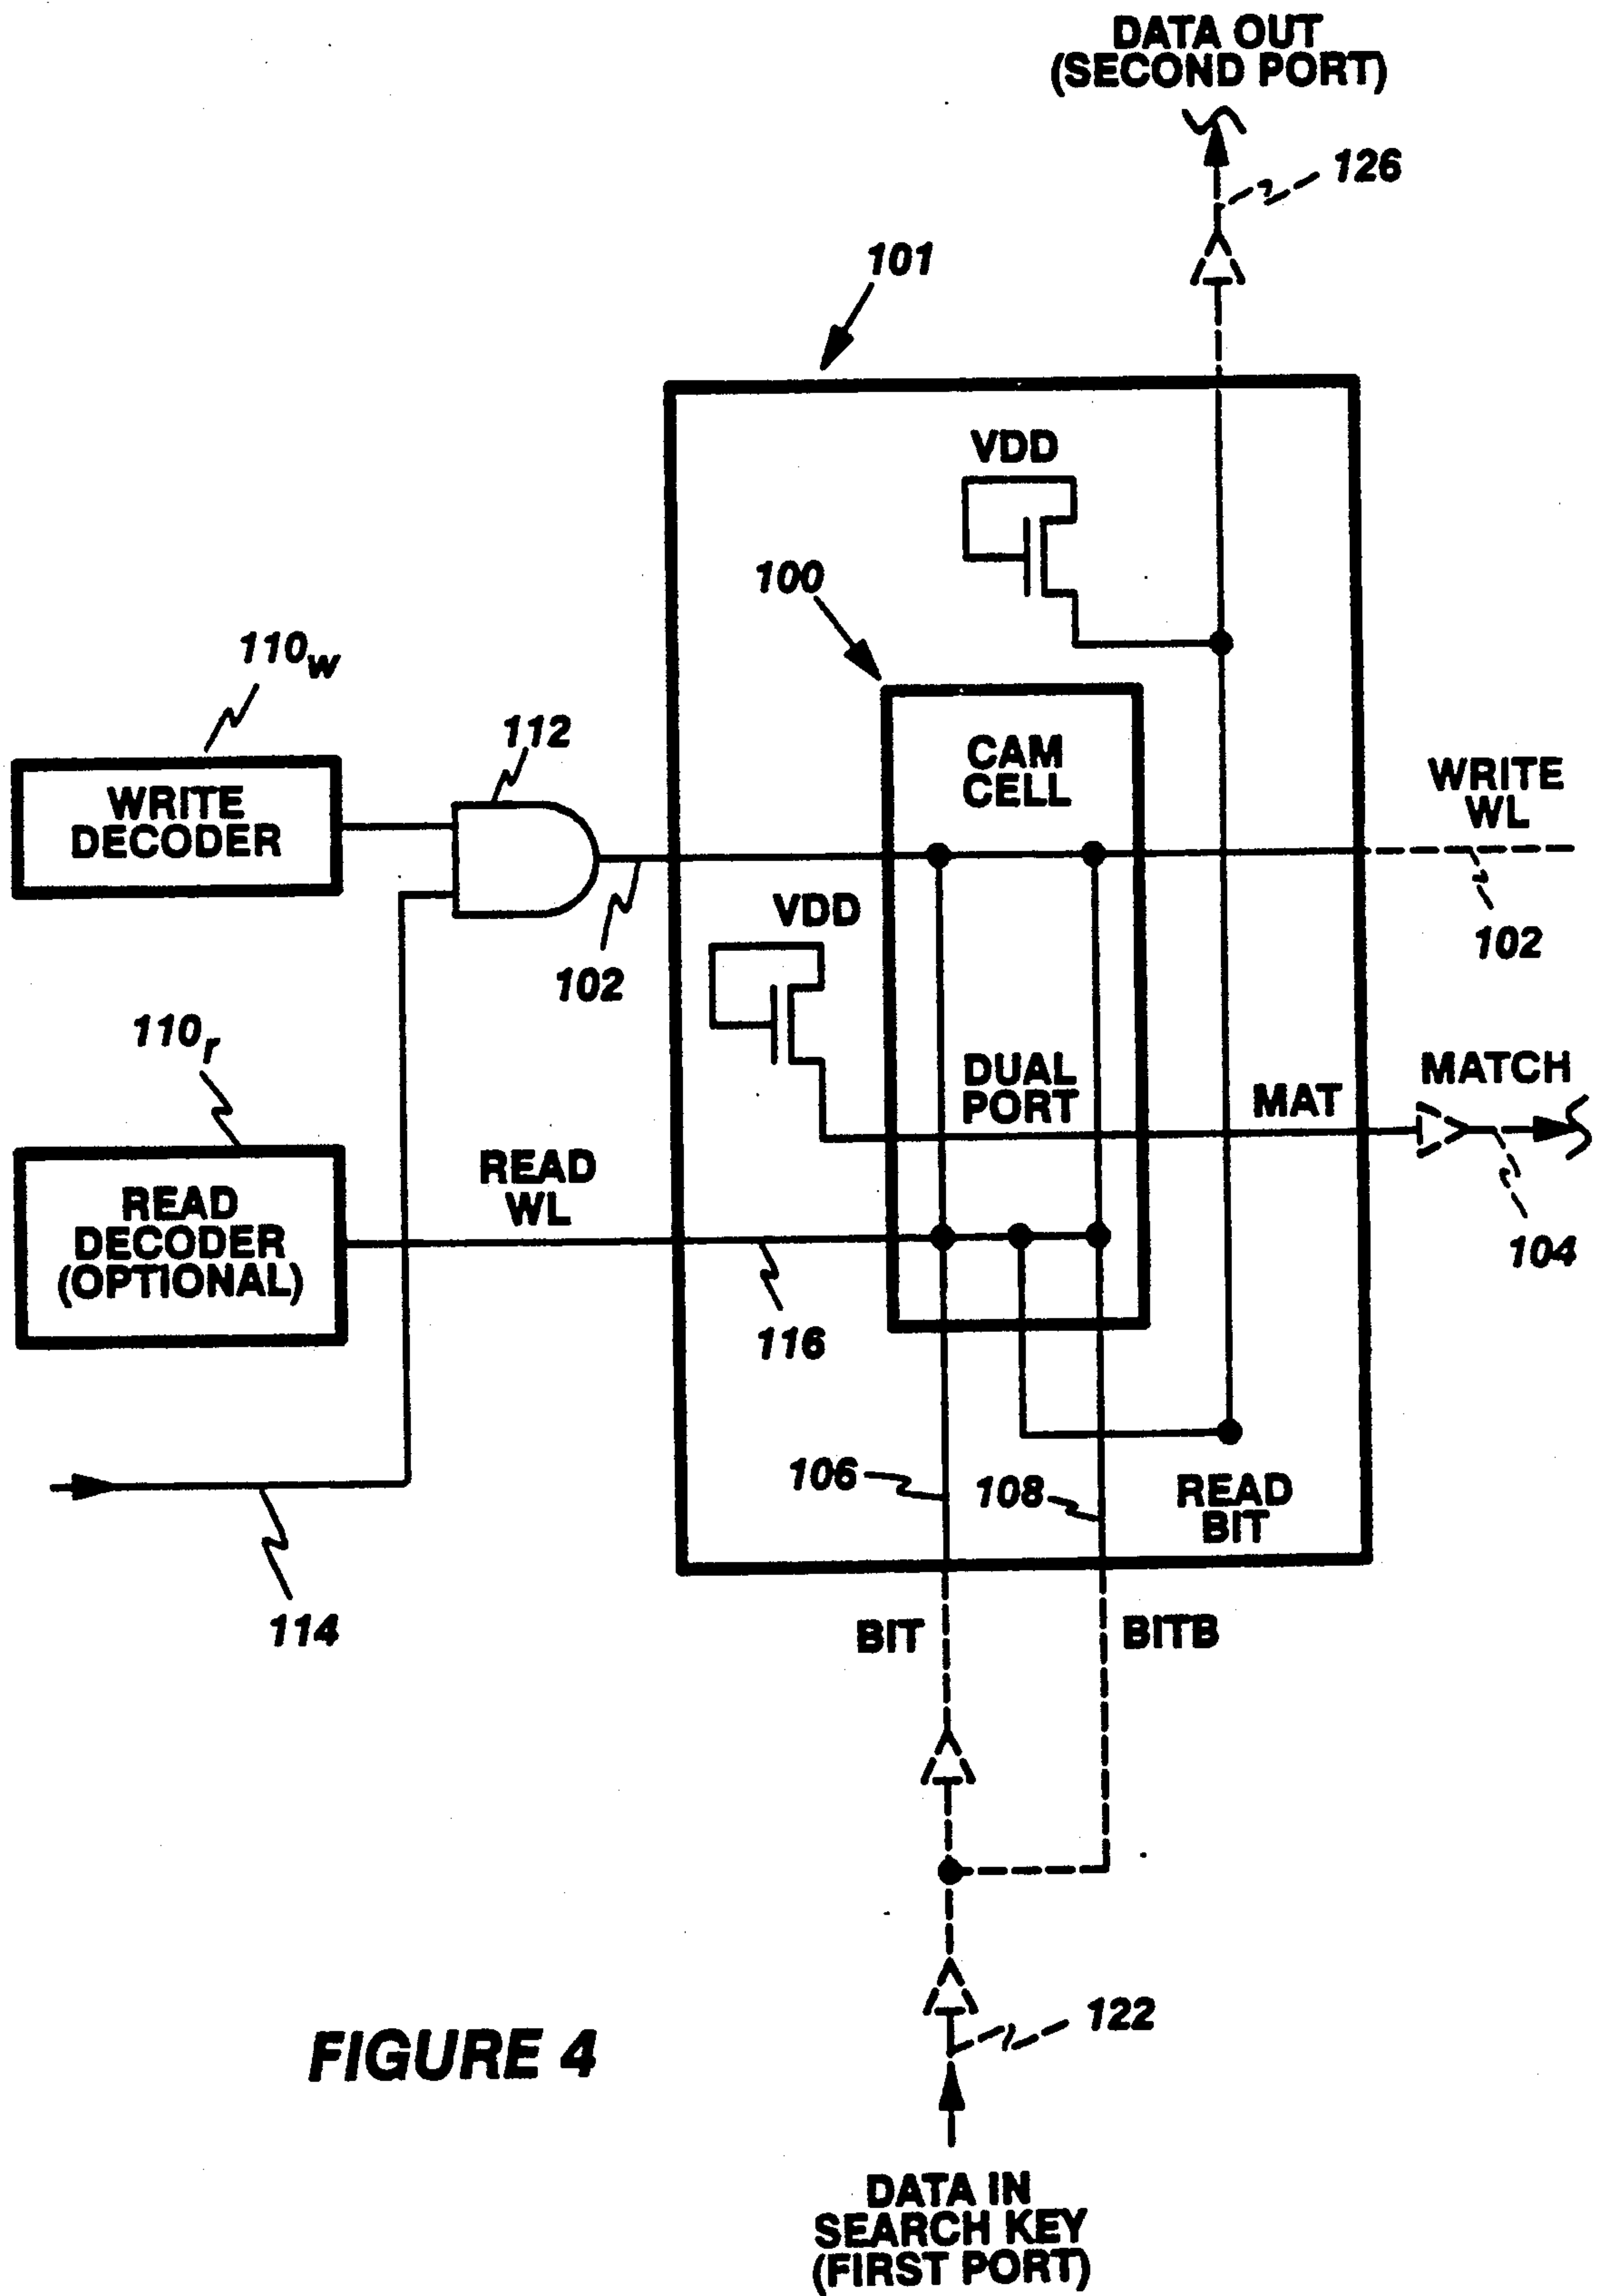 DATA OUT
(SECOND PORT)
126
101
VDD
100
110w
112
CAM
CELL
WRITE
WL
WRITE
DECODER
VDD
102
102
110r
DUAL
PORT
MAT
MATCH
READ
WL
READ
DECODER
(OPTIONAL)
104
116
106
108
READ
BIT
114
BIT
BITB
122
FIGURE 4
DATA IN
SEARCH KEY
(FIRST PORT)